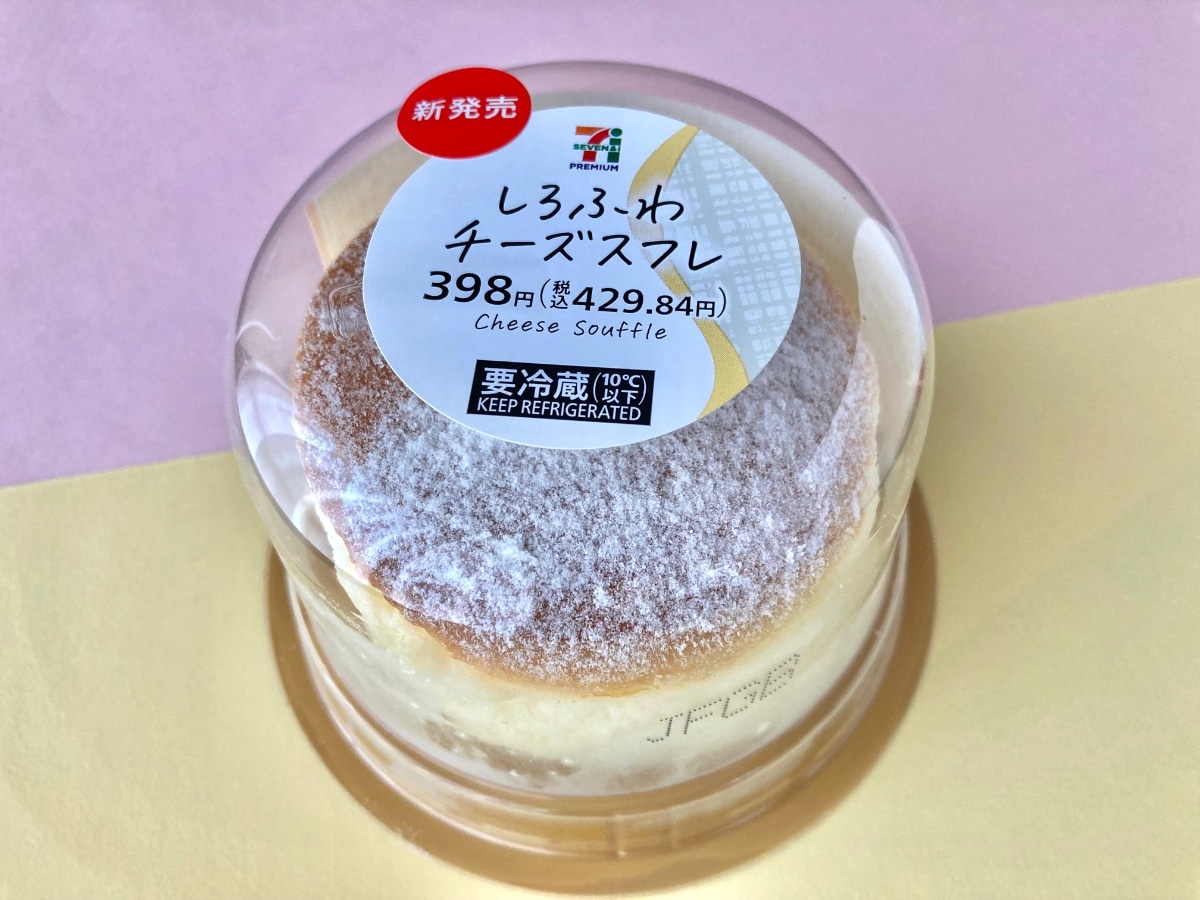 新発売
7i
SEVEN&i
PREMIUM
しろふーわ
チーズスフレ
398円(税込429.84円)
Cheese Souffle
要冷蔵(10℃以下)
KEEP REFRIGERATED